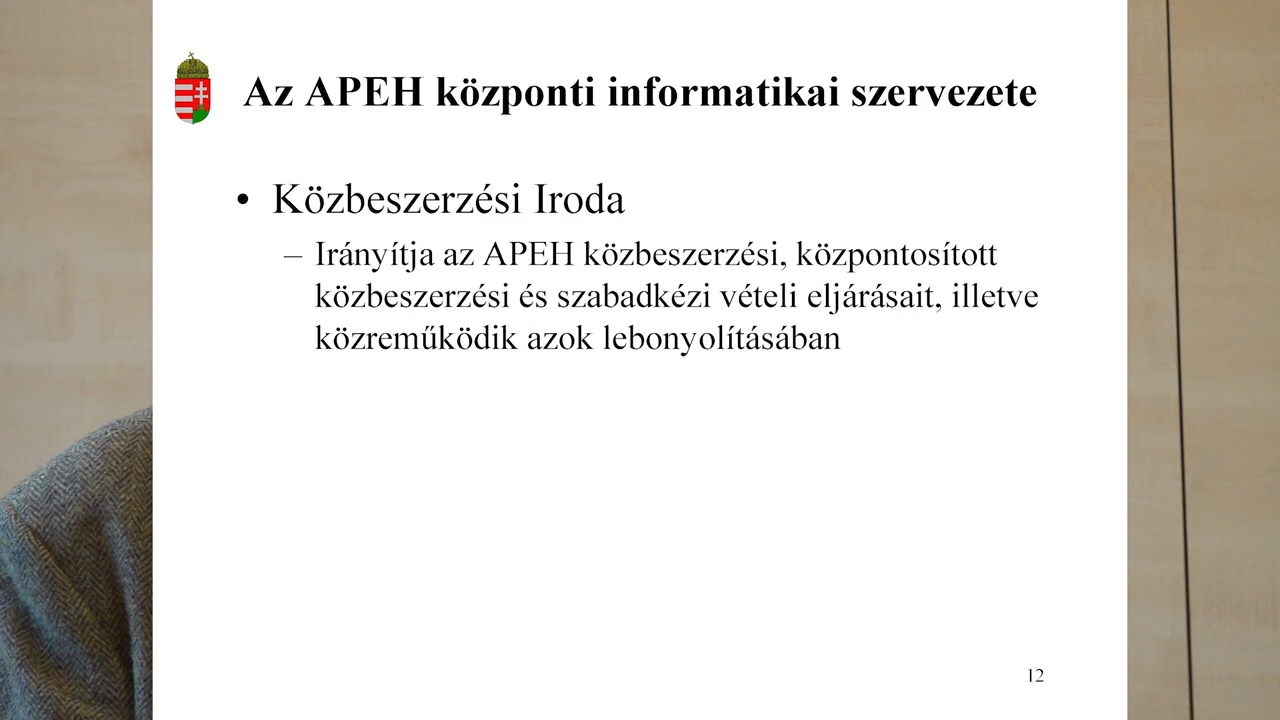 Az APEH központi informatikai szervezete
• Közbeszerzési Iroda
– Irányítja az APEH közbeszerzési, központosított
közbeszerzési és szabadkézi vételi eljárásait, illetve
közreműködik azok lebonyolításában
12